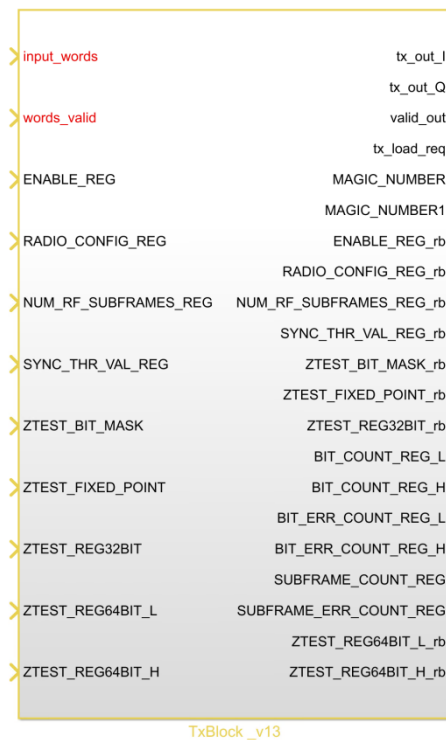 input_words
tx_out_I
tx_out_Q
words_valid
valid_out
tx_load_req
ENABLE_REG
MAGIC_NUMBER
MAGIC_NUMBER1
RADIO_CONFIG_REG
ENABLE_REG_rb
RADIO_CONFIG_REG_rb
NUM_RF_SUBFRAMES_REG
NUM_RF_SUBFRAMES_REG_rb
SYNC_THR_VAL_REG_rb
SYNC_THR_VAL_REG
ZTEST_BIT_MASK_rb
ZTEST_FIXED_POINT_rb
ZTEST_BIT_MASK
ZTEST_REG32BIT_rb
BIT_COUNT_REG_L
ZTEST_FIXED_POINT
BIT_COUNT_REG_H
BIT_ERR_COUNT_REG_L
ZTEST_REG32BIT
BIT_ERR_COUNT_REG_H
SUBFRAME_COUNT_REG
ZTEST_REG64BIT_L
SUBFRAME_ERR_COUNT_REG
ZTEST_REG64BIT_L_rb
ZTEST_REG64BIT_H
ZTEST_REG64BIT_H_rb
TxBlock _v13